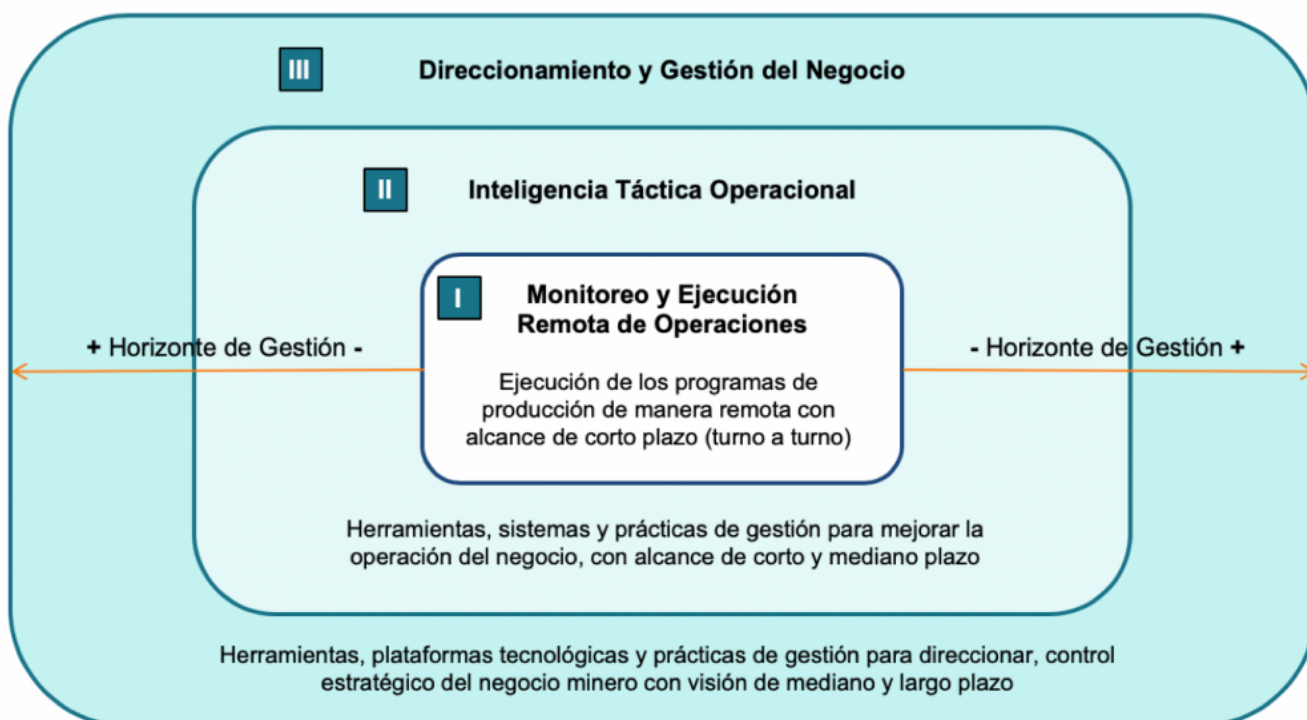 III
Direccionamiento y Gestión del Negocio
II
Inteligencia Táctica Operacional
I
Monitoreo y Ejecución
Remota de Operaciones
+ Horizonte de Gestión -
- Horizonte de Gestión +
Ejecución de los programas de
producción de manera remota con
alcance de corto plazo (turno a turno)
Herramientas, sistemas y prácticas de gestión para mejorar la
operación del negocio, con alcance de corto y mediano plazo
Herramientas, plataformas tecnológicas y prácticas de gestión para direccionar, control
estratégico del negocio minero con visión de mediano y largo plazo